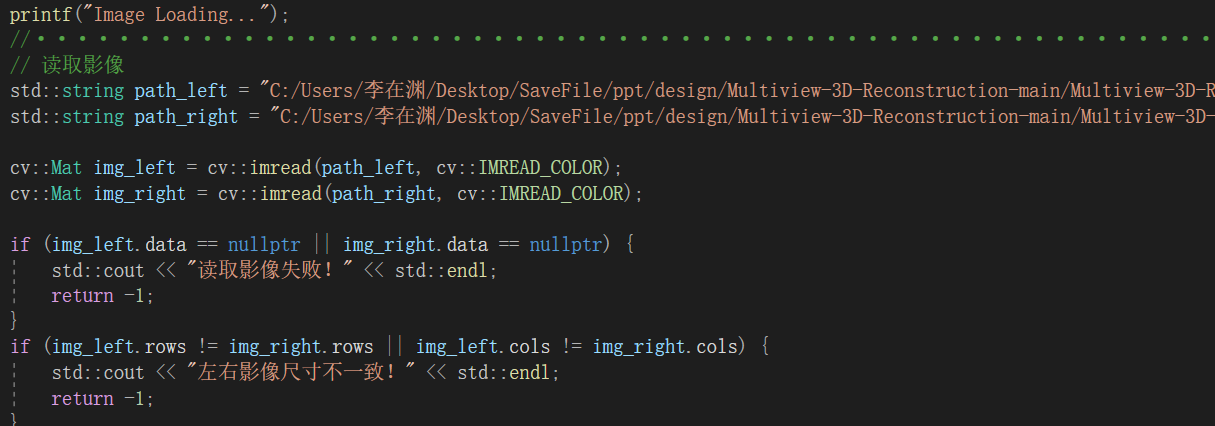 printf("Image Loading...");
//・・・・・・・・・・・・・・・・・・・・・・・・・・・・・・・・・・・・・・・・・・・・・・・・・・・・・・・・・
// 读取影像
std::string path_left = "C:/Users/李在渊/Desktop/SaveFile/ppt/design/Multiview-3D-Reconstruction-main/Multiview-3D-R
std::string path_right = "C:/Users/李在渊/Desktop/SaveFile/ppt/design/Multiview-3D-Reconstruction-main/Multiview-3D-
cv::Mat img_left = cv::imread(path_left, cv::IMREAD_COLOR);
cv::Mat img_right = cv::imread(path_right, cv::IMREAD_COLOR);
if (img_left.data == nullptr || img_right.data == nullptr) {
std::cout << "读取影像失败！" << std::endl;
return -1;
}
if (img_left.rows != img_right.rows || img_left.cols != img_right.cols) {
std::cout << "左右影像尺寸不一致！" << std::endl;
return -1;
}